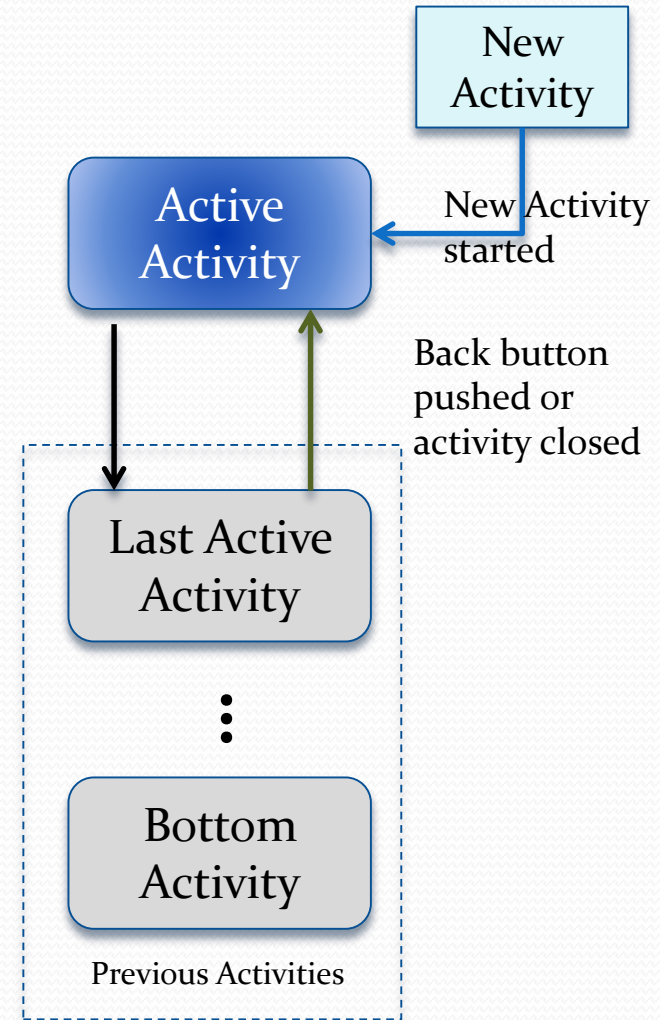 New
Activity
Active
Activity
New Activity
started
Back button
pushed or
activity closed
Last Active
Activity
Bottom
Activity
Previous Activities